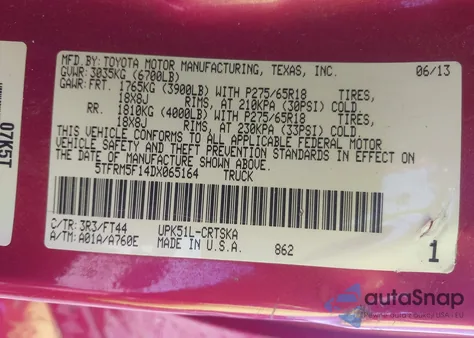 MFD. BY: TOYOTA MOTOR MANUFACTURING, TEXAS, INC. 06/13
GVWR: 3035KG (6700LB)
GAWR: FRT. 1765KG (3900LB) WITH P275/65R18 TIRES,
18X8J RIMS, AT 210KPA (30PSI) COLD.
RR. 1810KG (4000LB) WITH P275/65R18 TIRES,
18X8J RIMS, AT 230KPA (33PSI) COLD.
THIS VEHICLE CONFORMS TO ALL APPLICABLE FEDERAL MOTOR
VEHICLE SAFETY AND THEFT PREVENTION STANDARDS IN EFFECT ON
THE DATE OF MANUFACTURE SHOWN ABOVE.
5TFRM5F14DX065164 TRUCK
C/TR: 3R3/FT44 UPK51L-CRTSKA
A/TM: A01A/A760E MADE IN U.S.A. 862
1
07K5T
autoSnap